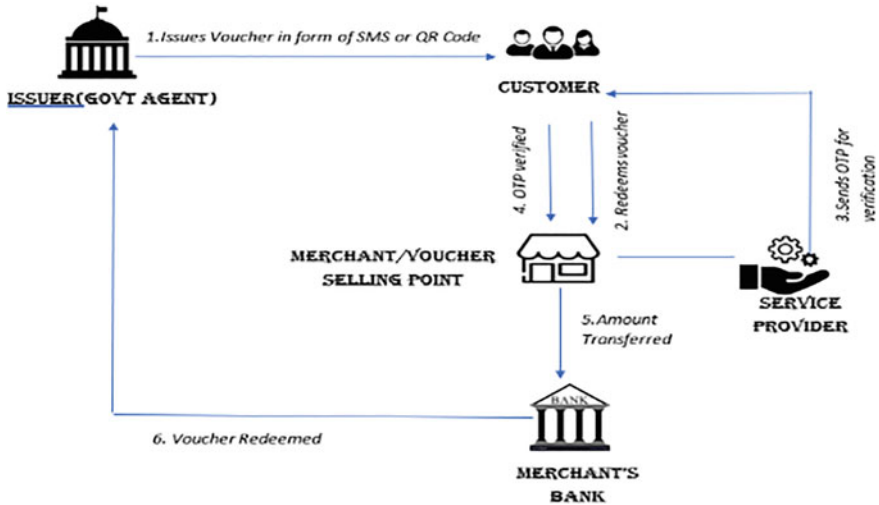 1.Issues Voucher in form of SMS or QR Code
ISSUER(GOVT AGENT)
CUSTOMER
4. OTP verified
2. Redeems voucher
3.Sends OTP for
verification
MERCHANT/VOUCHER
SELLING POINT
SERVICE
PROVIDER
5.Amount
Transferred
BANK
6. Voucher Redeemed
MERCHANT'S
BANK